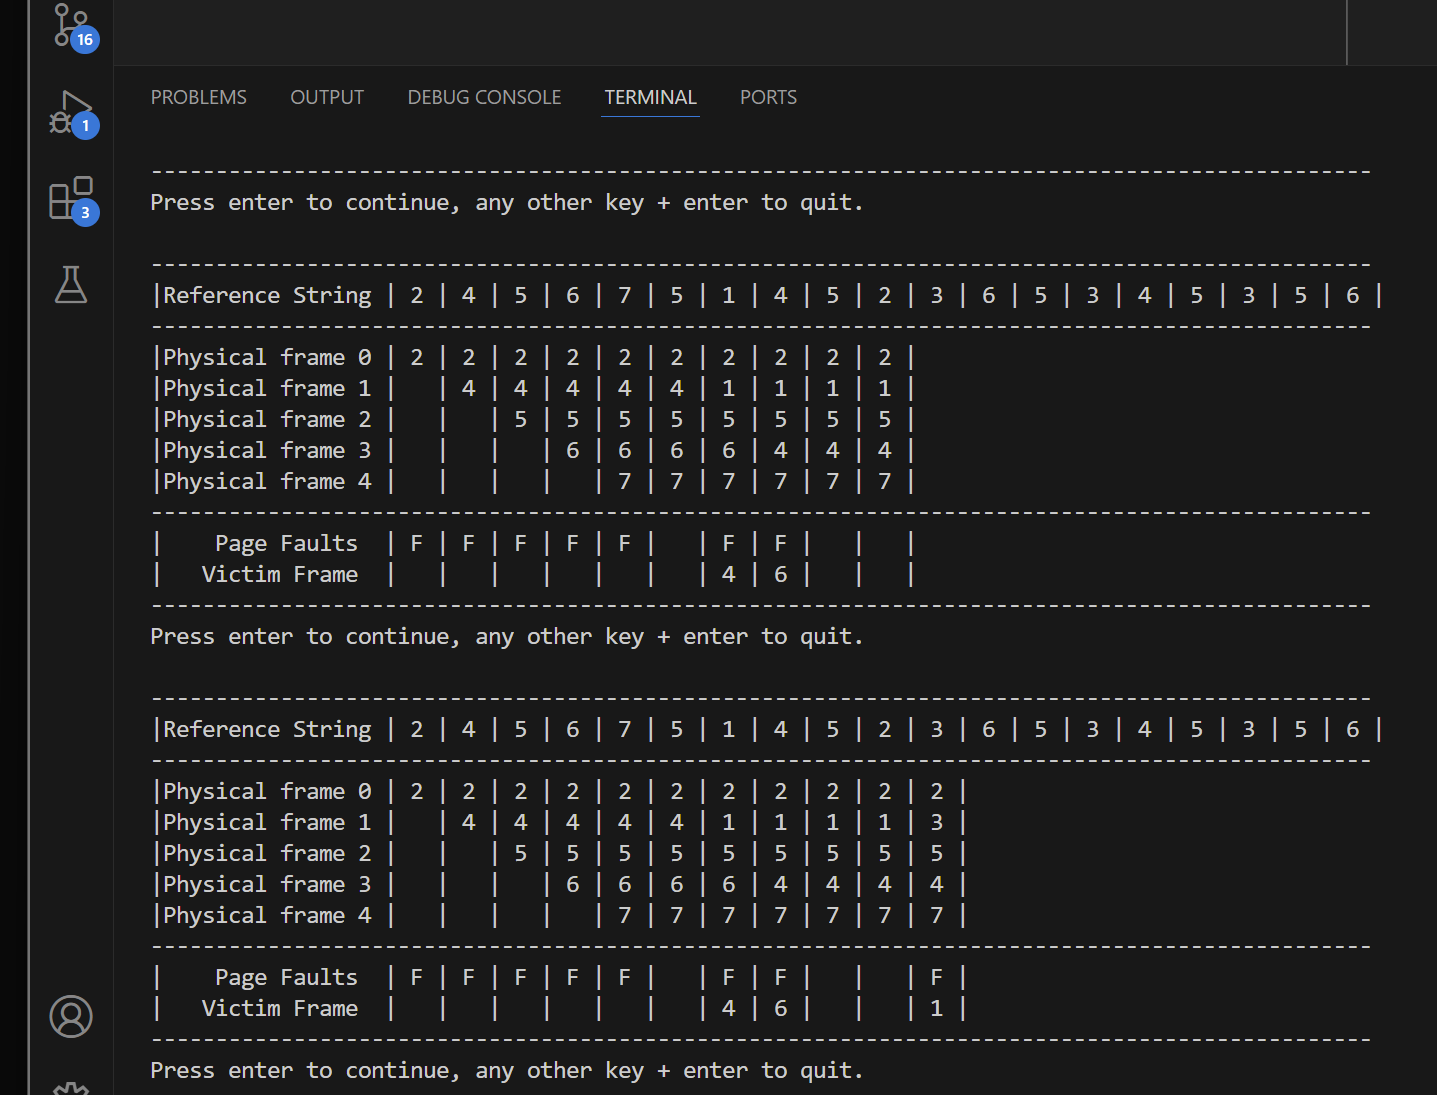 16
PROBLEMS OUTPUT DEBUG CONSOLE TERMINAL PORTS
1
----------------------------------------------------------------------------------------------
Press enter to continue, any other key + enter to quit.
3
----------------------------------------------------------------------------------------------
|Reference String | 2 | 4 | 5 | 6 | 7 | 5 | 1 | 4 | 5 | 2 | 3 | 6 | 5 | 3 | 4 | 5 | 3 | 5 | 6 |
----------------------------------------------------------------------------------------------
|Physical frame 0 | 2 | 2 | 2 | 2 | 2 | 2 | 2 | 2 | 2 | 2 |
|Physical frame 1 |   | 4 | 4 | 4 | 4 | 4 | 1 | 1 | 1 | 1 |
|Physical frame 2 |   |   | 5 | 5 | 5 | 5 | 5 | 5 | 5 | 5 |
|Physical frame 3 |   |   |   | 6 | 6 | 6 | 6 | 4 | 4 | 4 |
|Physical frame 4 |   |   |   |   | 7 | 7 | 7 | 7 | 7 | 7 |
----------------------------------------------------------------------------------------------
|    Page Faults  | F | F | F | F | F |   | F | F |   |   |
|   Victim Frame  |   |   |   |   |   |   | 4 | 6 |   |   |
----------------------------------------------------------------------------------------------
Press enter to continue, any other key + enter to quit.
----------------------------------------------------------------------------------------------
|Reference String | 2 | 4 | 5 | 6 | 7 | 5 | 1 | 4 | 5 | 2 | 3 | 6 | 5 | 3 | 4 | 5 | 3 | 5 | 6 |
----------------------------------------------------------------------------------------------
|Physical frame 0 | 2 | 2 | 2 | 2 | 2 | 2 | 2 | 2 | 2 | 2 | 2 |
|Physical frame 1 |   | 4 | 4 | 4 | 4 | 4 | 1 | 1 | 1 | 1 | 3 |
|Physical frame 2 |   |   | 5 | 5 | 5 | 5 | 5 | 5 | 5 | 5 | 5 |
|Physical frame 3 |   |   |   | 6 | 6 | 6 | 6 | 4 | 4 | 4 | 4 |
|Physical frame 4 |   |   |   |   | 7 | 7 | 7 | 7 | 7 | 7 | 7 |
----------------------------------------------------------------------------------------------
|    Page Faults  | F | F | F | F | F |   | F | F |   |   | F |
|   Victim Frame  |   |   |   |   |   |   | 4 | 6 |   |   | 1 |
----------------------------------------------------------------------------------------------
Press enter to continue, any other key + enter to quit.